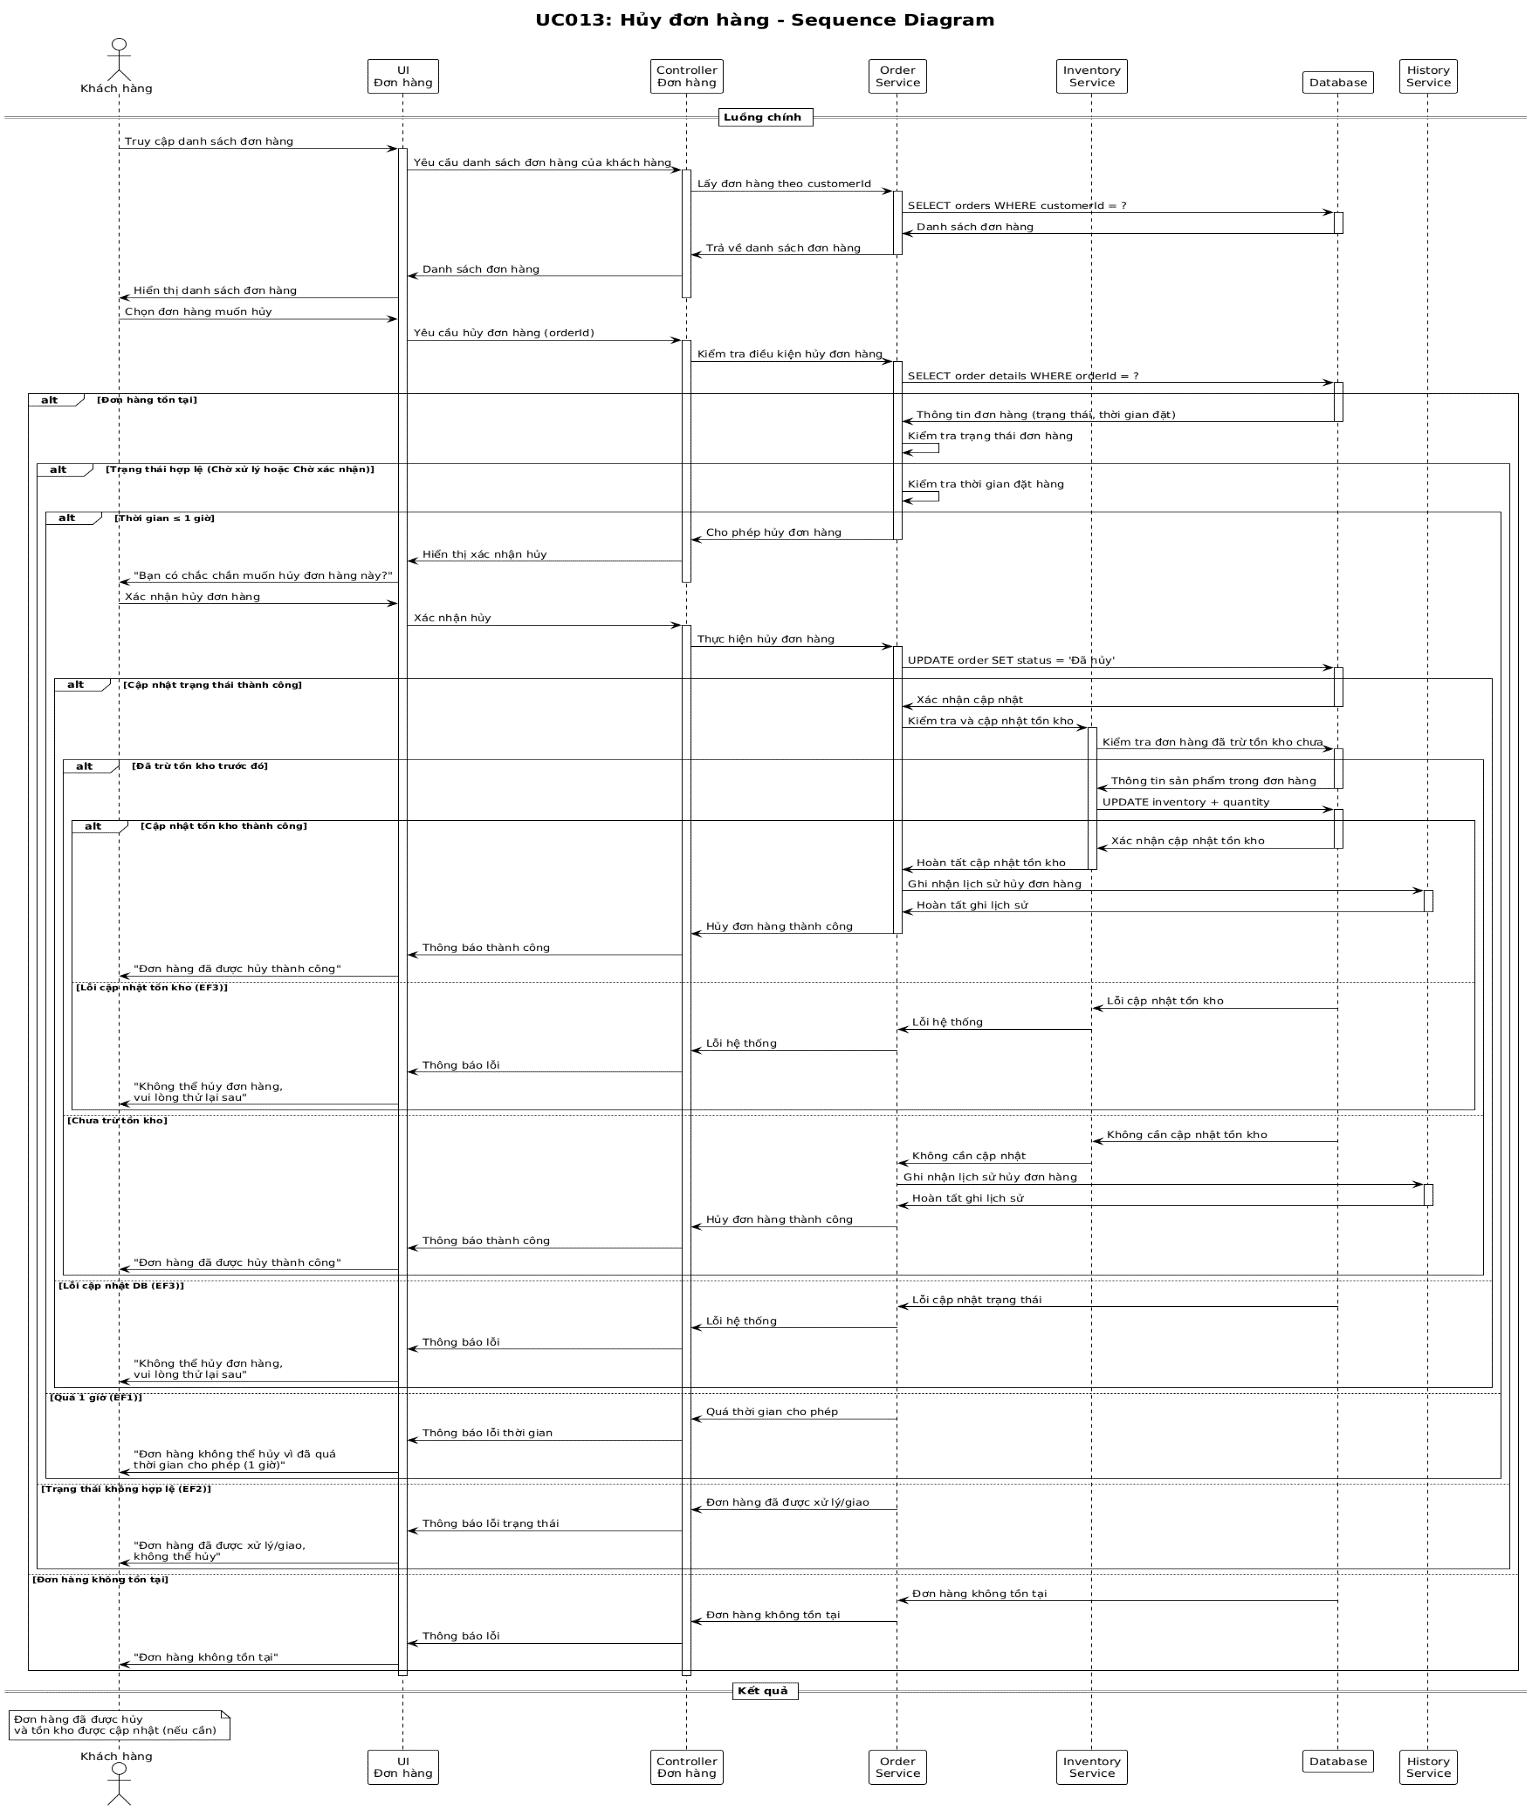 UC013: Hủy đơn hàng - Sequence Diagram
Khách hàng
UI
Đơn hàng
Controller
Đơn hàng
Order
Service
Inventory
Service
Database
History
Service
Luồng chính
Truy cập danh sách đơn hàng
Yêu cầu danh sách đơn hàng của khách hàng
Lấy đơn hàng theo customerId
SELECT orders WHERE customerId = ?
Danh sách đơn hàng
Trả về danh sách đơn hàng
Danh sách đơn hàng
Hiển thị danh sách đơn hàng
Chọn đơn hàng muốn hủy
Yêu cầu hủy đơn hàng (orderId)
Kiểm tra điều kiện hủy đơn hàng
SELECT order details WHERE orderId = ?
alt [Đơn hàng tồn tại]
Thông tin đơn hàng (trạng thái, thời gian đặt)
Kiểm tra trạng thái đơn hàng
alt [Trạng thái hợp lệ (Chờ xử lý hoặc Chờ xác nhận)]
Kiểm tra thời gian đặt hàng
alt [Thời gian ≤ 1 giờ]
Cho phép hủy đơn hàng
Hiển thị xác nhận hủy
"Bạn có chắc chắn muốn hủy đơn hàng này?"
Xác nhận hủy đơn hàng
Xác nhận hủy
Thực hiện hủy đơn hàng
UPDATE order SET status = 'Đã hủy'
alt [Cập nhật trạng thái thành công]
Xác nhận cập nhật
Kiểm tra và cập nhật tồn kho
Kiểm tra đơn hàng đã trừ tồn kho chưa
alt [Đã trừ tồn kho trước đó]
Thông tin sản phẩm trong đơn hàng
UPDATE inventory + quantity
alt [Cập nhật tồn kho thành công]
Xác nhận cập nhật tồn kho
Hoàn tất cập nhật tồn kho
Ghi nhận lịch sử hủy đơn hàng
Hoàn tất ghi lịch sử
Hủy đơn hàng thành công
Thông báo thành công
"Đơn hàng đã được hủy thành công"
[Lỗi cập nhật tồn kho (EF3)]
Lỗi cập nhật tồn kho
Lỗi hệ thống
Lỗi hệ thống
Thông báo lỗi
"Không thể hủy đơn hàng,
vui lòng thử lại sau"
[Chưa trừ tồn kho]
Không cần cập nhật tồn kho
Không cần cập nhật
Ghi nhận lịch sử hủy đơn hàng
Hoàn tất ghi lịch sử
Hủy đơn hàng thành công
Thông báo thành công
"Đơn hàng đã được hủy thành công"
[Lỗi cập nhật DB (EF3)]
Lỗi cập nhật trạng thái
Lỗi hệ thống
Thông báo lỗi
"Không thể hủy đơn hàng,
vui lòng thử lại sau"
[Quá 1 giờ (EF1)]
Quá thời gian cho phép
Thông báo lỗi thời gian
"Đơn hàng không thể hủy vì đã quá
thời gian cho phép (1 giờ)"
[Trạng thái không hợp lệ (EF2)]
Đơn hàng đã được xử lý/giao
Thông báo lỗi trạng thái
"Đơn hàng đã được xử lý/giao,
không thể hủy"
[Đơn hàng không tồn tại]
Đơn hàng không tồn tại
Đơn hàng không tồn tại
Thông báo lỗi
"Đơn hàng không tồn tại"
Kết quả
Đơn hàng đã được hủy
và tồn kho được cập nhật (nếu cần)
Khách hàng
UI
Đơn hàng
Controller
Đơn hàng
Order
Service
Inventory
Service
Database
History
Service